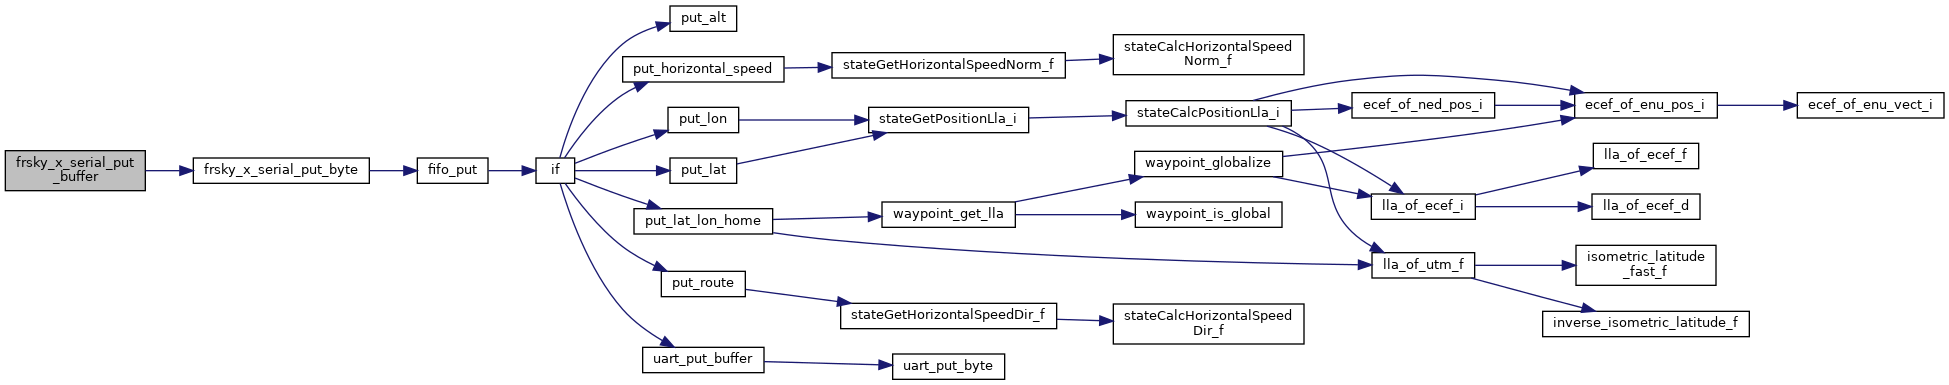 frsky_x_serial_put
_buffer
frsky_x_serial_put_byte
fifo_put
if
put_alt
put_horizontal_speed
put_lon
put_lat
put_lat_lon_home
put_route
uart_put_buffer
stateGetHorizontalSpeedNorm_f
stateGetPositionLla_i
waypoint_get_lla
stateGetHorizontalSpeedDir_f
uart_put_byte
stateCalcHorizontalSpeed
Norm_f
stateCalcPositionLla_i
waypoint_globalize
waypoint_is_global
stateCalcHorizontalSpeed
Dir_f
ecef_of_ned_pos_i
lla_of_ecef_i
lla_of_utm_f
ecef_of_enu_pos_i
lla_of_ecef_f
lla_of_ecef_d
isometric_latitude
_fast_f
inverse_isometric_latitude_f
ecef_of_enu_vect_i